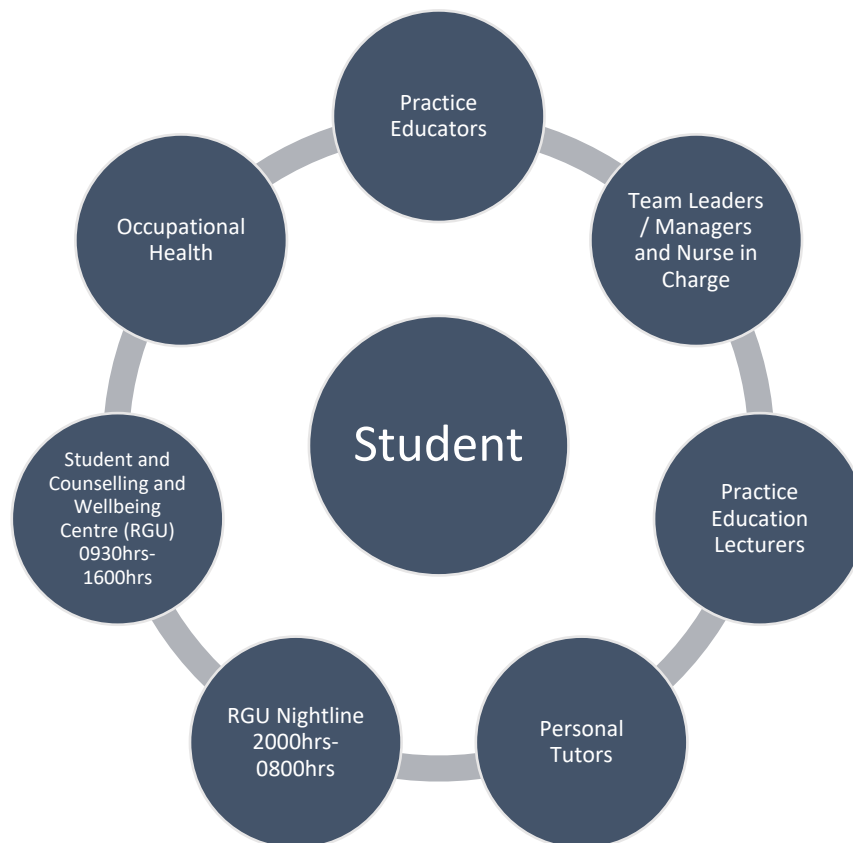 Practice
Educators
Team Leaders
/ Managers
and Nurse in
Charge
Practice
Education
Lecturers
Personal
Tutors
RGU Nightline
2000hrs-
0800hrs
Student and
Counselling and
Wellbeing
Centre (RGU)
0930hrs-
1600hrs
Occupational
Health
Student